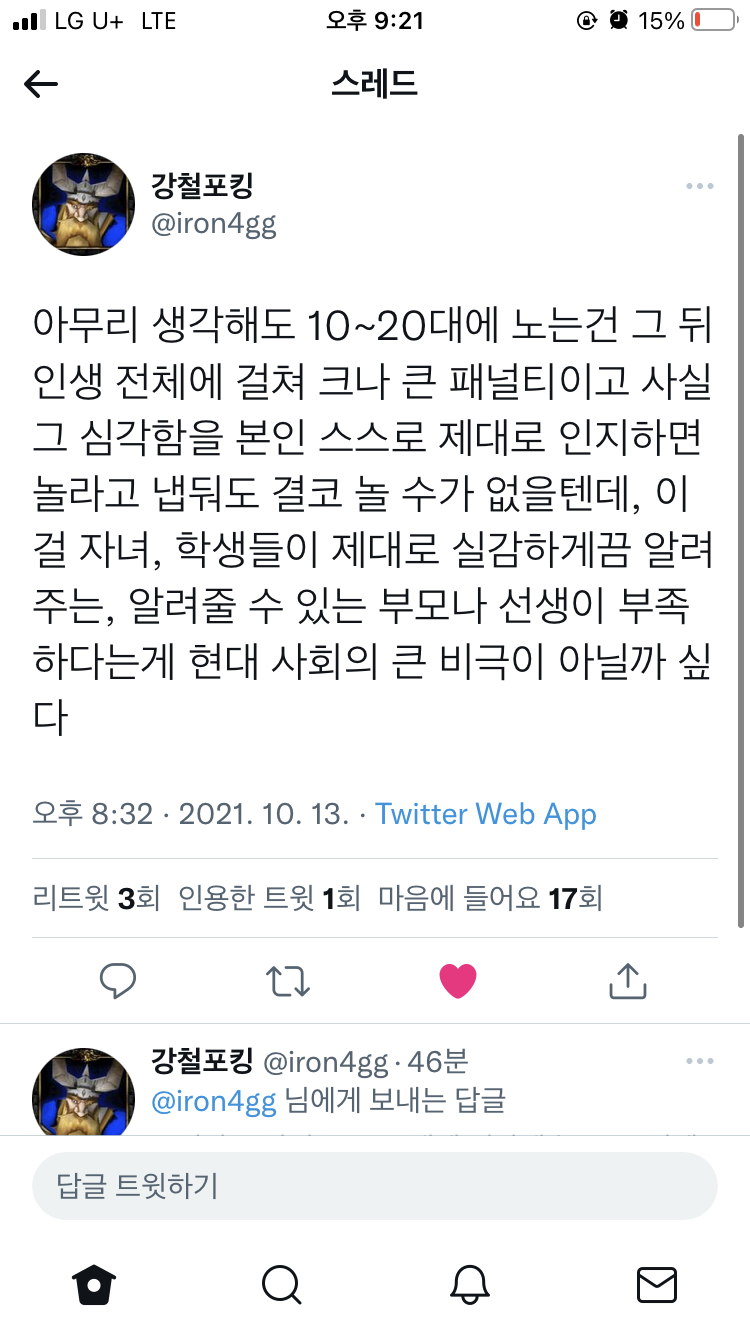 LG U+ LTE 오후 9:21 15%
스레드
강철포킹
@iron4gg
아무리 생각해도 10~20대에 노는건 그 뒤
인생 전체에 걸쳐 크나 큰 패널티이고 사실
그 심각함을 본인 스스로 제대로 인지하면
놀라고 냅둬도 결코 놀 수가 없을텐데, 이
걸 자녀, 학생들이 제대로 실감하게끔 알려
주는, 알려줄 수 있는 부모나 선생이 부족
하다는게 현대 사회의 큰 비극이 아닐까 싶
다
오후 8:32 · 2021. 10. 13. · Twitter Web App
리트윗 3회 인용한 트윗 1회 마음에 들어요 17회
강철포킹 @iron4gg · 46분
@iron4gg 님에게 보내는 답글
답글 트윗하기